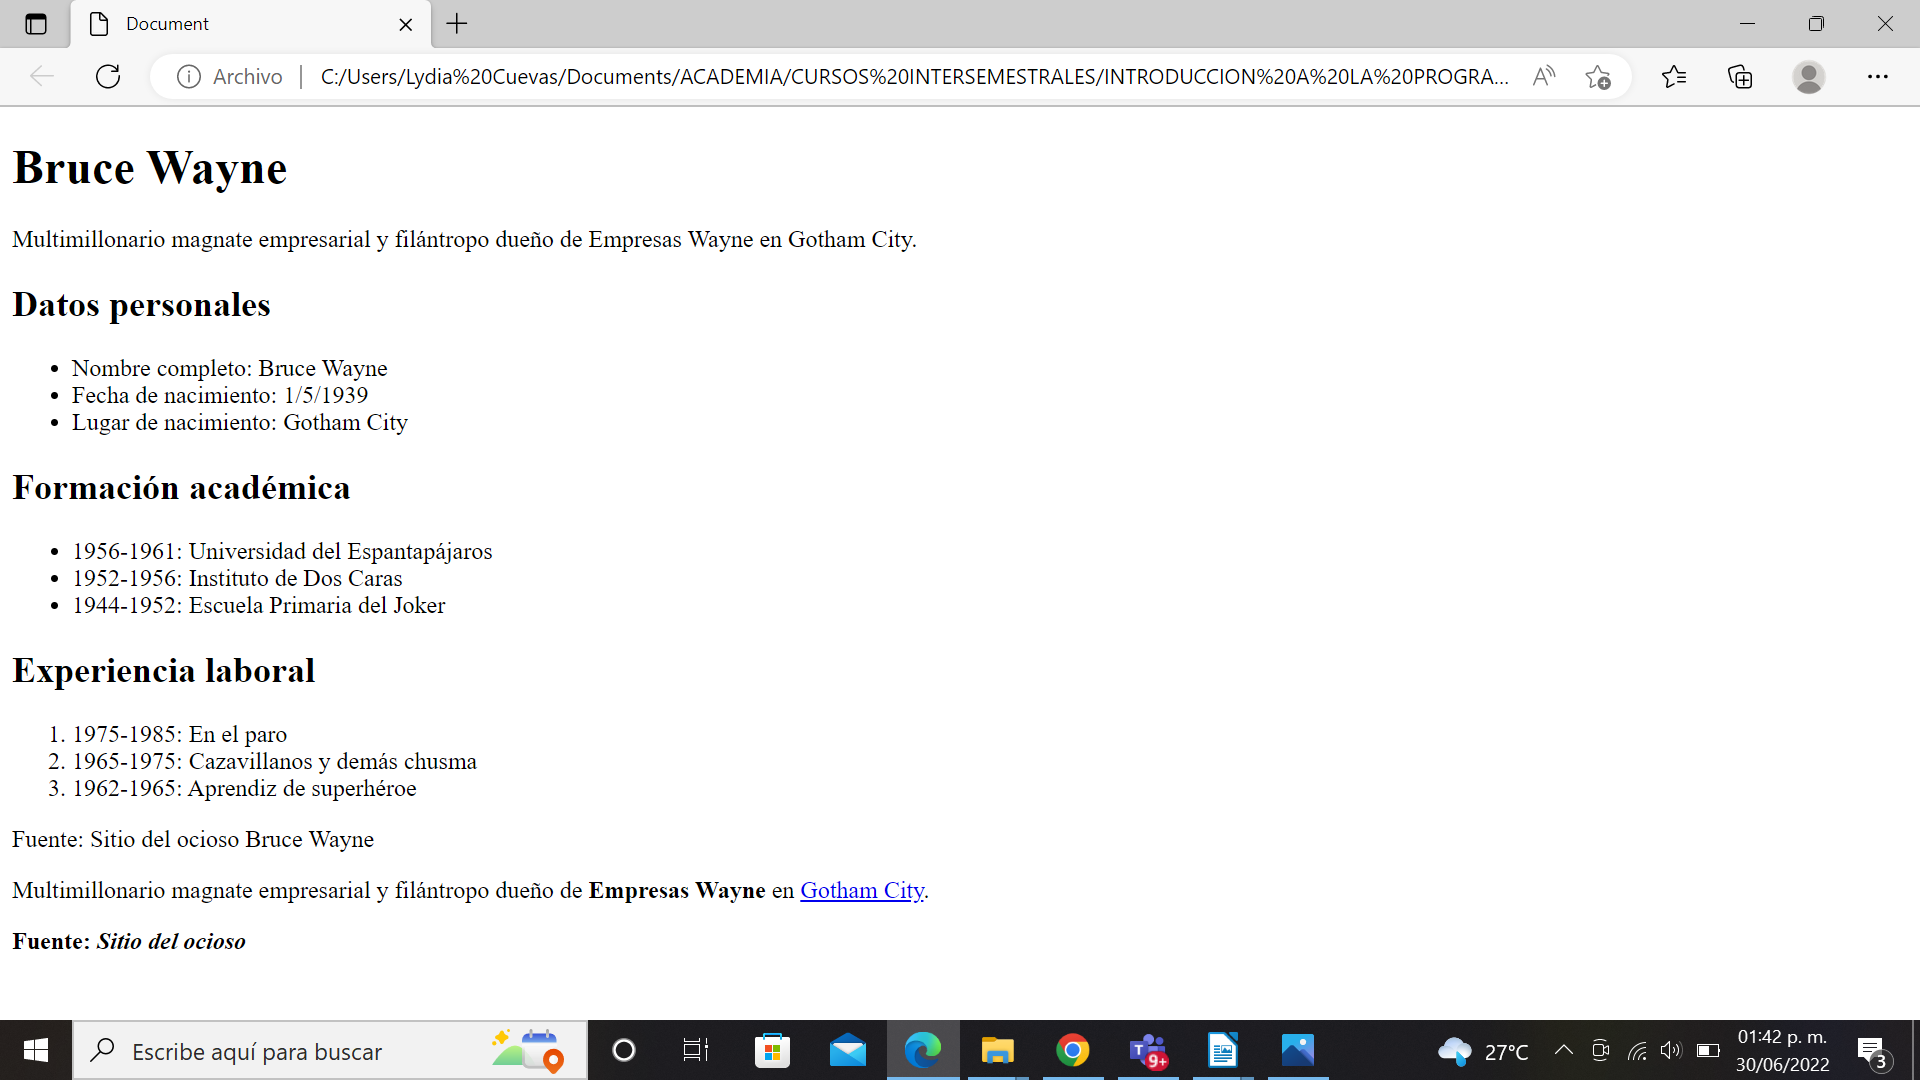 Document
Archivo
C:/Users/Lydia%20Cuevas/Documents/ACADEMIA/CURSOS%20INTERSEMESTRALES/INTRODUCCION%20A%20LA%20PROGRA...
Bruce Wayne
Multimillonario magnate empresarial y filántropo dueño de Empresas Wayne en Gotham City.
Datos personales
• Nombre completo: Bruce Wayne
• Fecha de nacimiento: 1/5/1939
• Lugar de nacimiento: Gotham City
Formación académica
• 1956-1961: Universidad del Espantapájaros
• 1952-1956: Instituto de Dos Caras
• 1944-1952: Escuela Primaria del Joker
Experiencia laboral
1. 1975-1985: En el paro
2. 1965-1975: Cazavillanos y demás chusma
3. 1962-1965: Aprendiz de superhéroe
Fuente: Sitio del ocioso Bruce Wayne
Multimillonario magnate empresarial y filántropo dueño de Empresas Wayne en Gotham City.
Fuente: Sitio del ocioso
Escribe aquí para buscar
T
9+
27°C
01:42 p. m.
30/06/2022
3